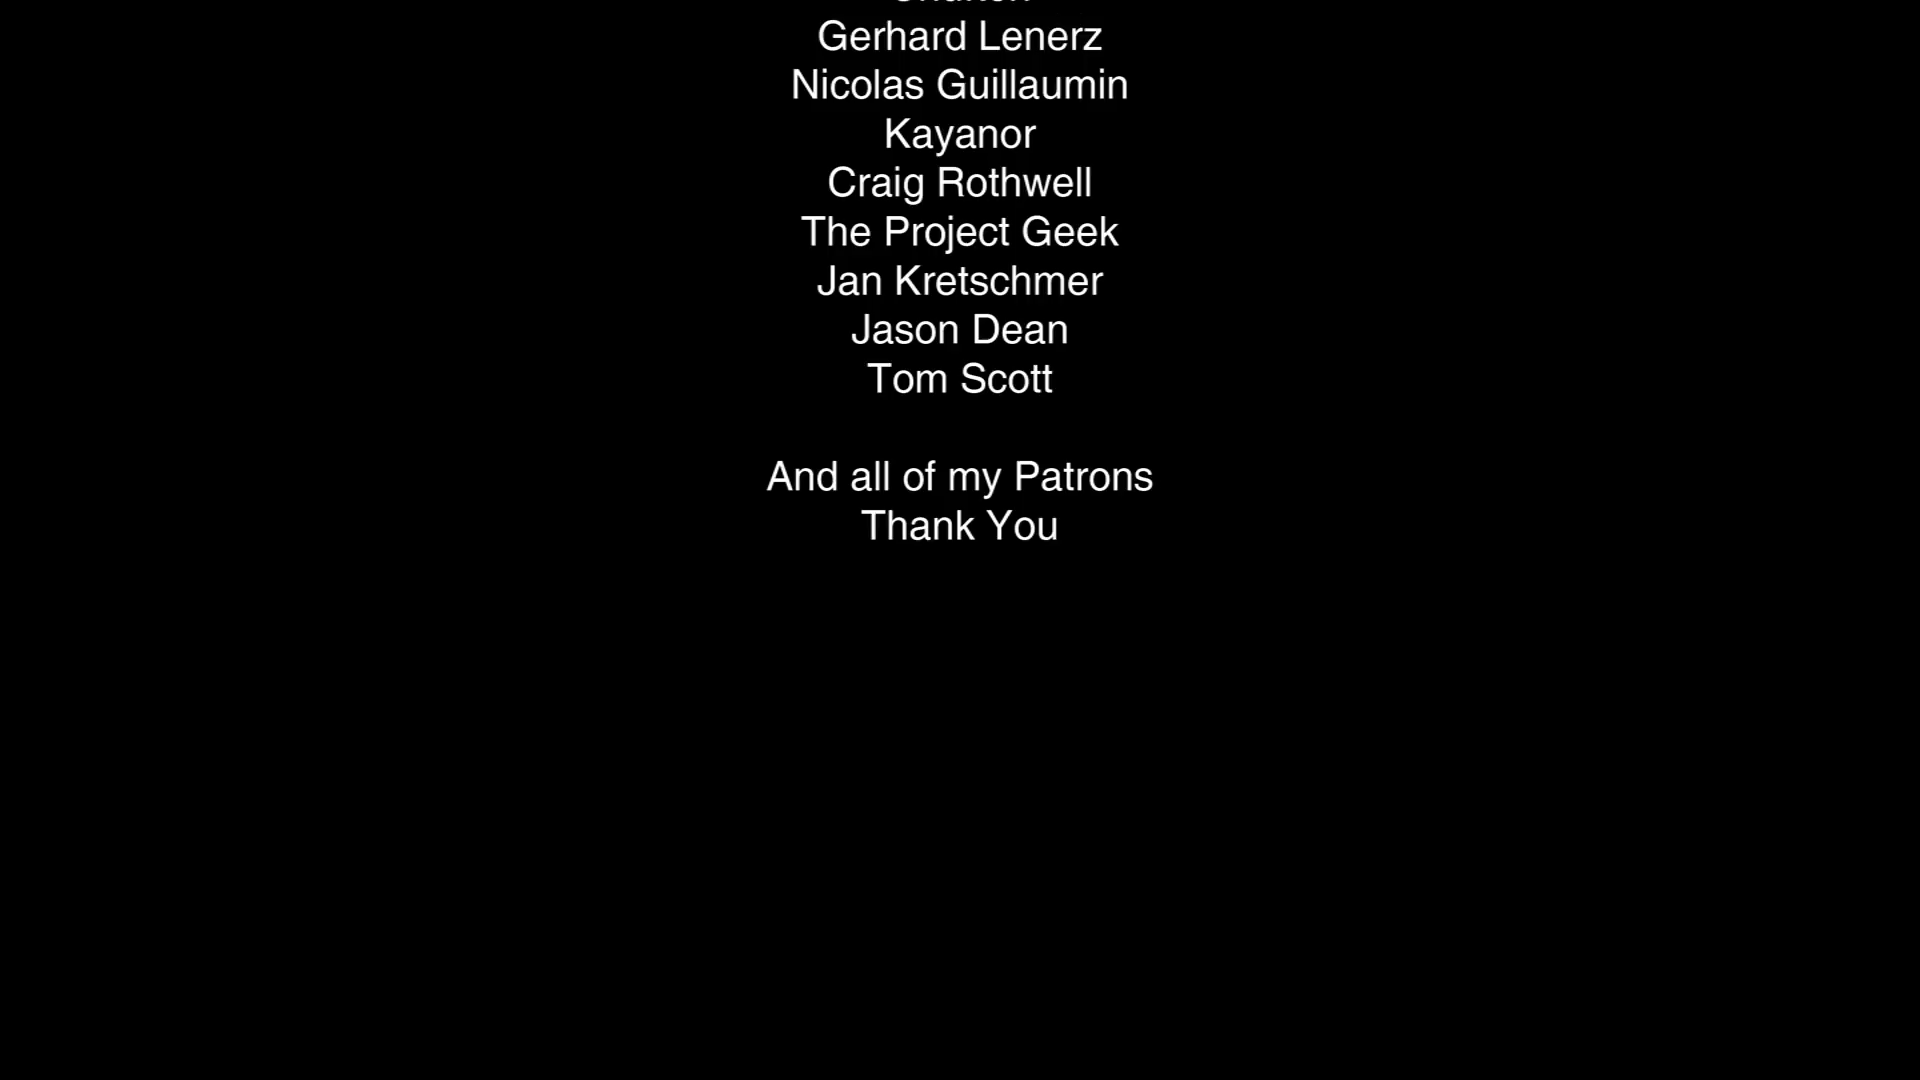 Gerhard Lenerz
Nicolas Guillaumin
Kayanor
Craig Rothwell
The Project Geek
Jan Kretschmer
Jason Dean
Tom Scott
And all of my Patrons
Thank You